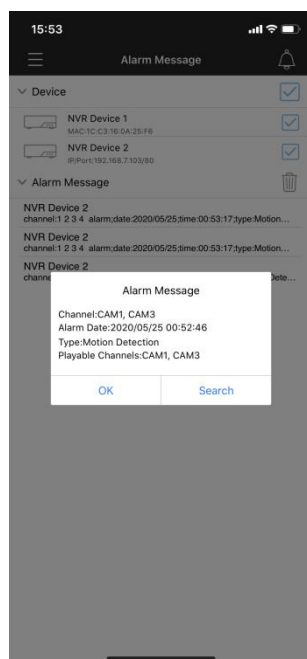 15:53
Alarm Message
Device
NVR Device 1
MAC:1C:C3:16:0A:25:F6
NVR Device 2
IP/Port:192.168.7.103/80
Alarm Message
NVR Device 2
channel:1 2 3 4 alarm;date:2020/05/25;time:00:53:17;type:Motion...
NVR Device 2
channel:1 2 3 4 alarm;date:2020/05/25;time:00:53:17;type:Motion...
NVR Device 2
Alarm Message
Channel:CAM1, CAM3
Alarm Date:2020/05/25 00:52:46
Type:Motion Detection
Playable Channels:CAM1, CAM3
OK
Search